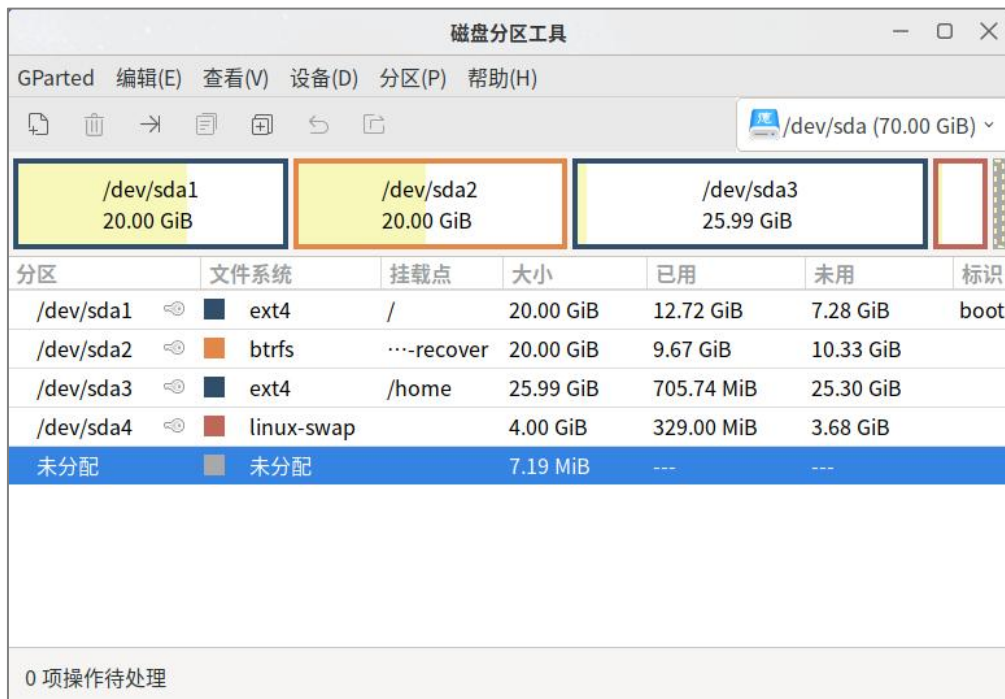 磁盘分区工具
GParted 编辑(E) 查看(V) 设备(D) 分区(P) 帮助(H)
/dev/sda (70.00 GiB)
/dev/sda1 /dev/sda2 /dev/sda3
20.00 GiB 20.00 GiB 25.99 GiB
分区 文件系统 挂载点 大小 已用 未用 标识
/dev/sda1 ext4 / 20.00 GiB 12.72 GiB 7.28 GiB boot
/dev/sda2 btrfs ···-recover 20.00 GiB 9.67 GiB 10.33 GiB
/dev/sda3 ext4 /home 25.99 GiB 705.74 MiB 25.30 GiB
/dev/sda4 linux-swap 4.00 GiB 329.00 MiB 3.68 GiB
未分配 未分配 7.19 MiB --- ---
0 项操作待处理